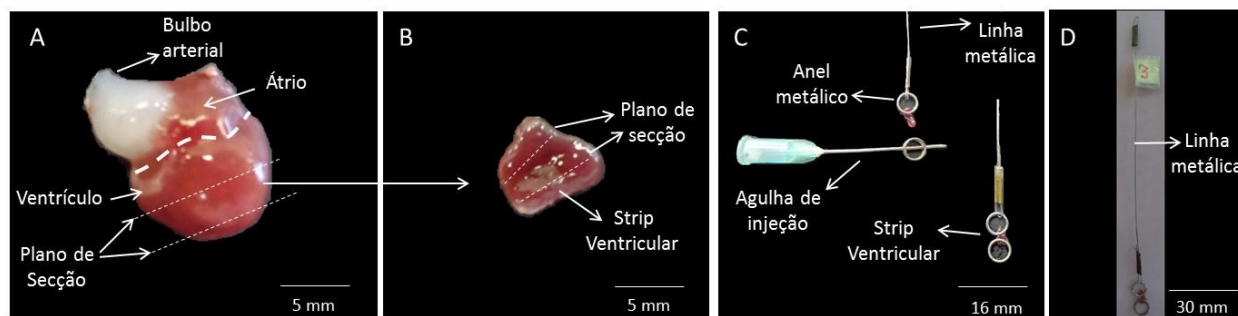 A
Bulbo
arterial
Átrio
Ventrículo
Plano de
Secção
5 mm
B
Plano de
secção
Strip
Ventricular
5 mm
C
Linha
metálica
Anel
metálico
Agulha de
injeção
Strip
Ventricular
16 mm
D
3
Linha
metálica
30 mm